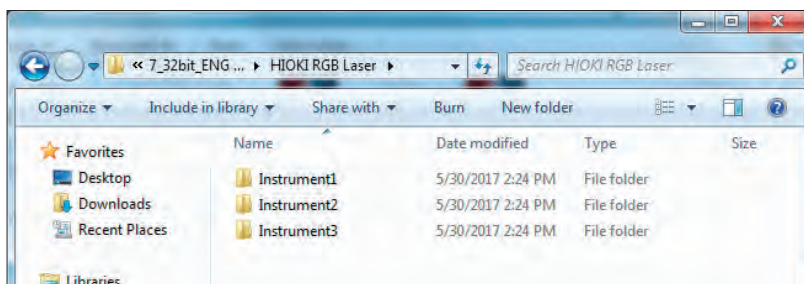 « 7_32bit_ENG ... ▸ HIOKI RGB Laser ▸ Search HIOKI RGB Laser
Organize ▾ Include in library ▾ Share with ▾ Burn New folder
Favorites
Desktop
Downloads
Recent Places
Libraries
Name Date modified Type Size
Instrument1 5/30/2017 2:24 PM File folder
Instrument2 5/30/2017 2:24 PM File folder
Instrument3 5/30/2017 2:24 PM File folder